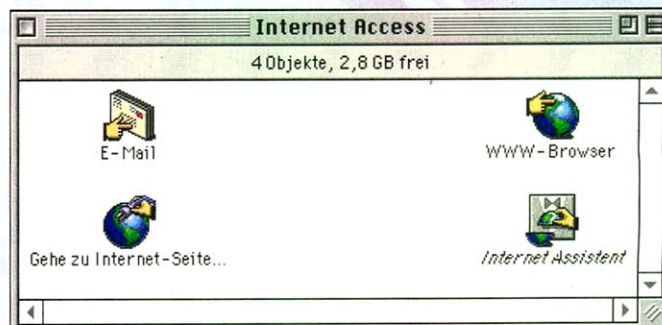 Internet Access
4 Objekte, 2,8 GB frei
E-Mail
WWW-Browser
Gehe zu Internet-Seite...
Internet Assistent